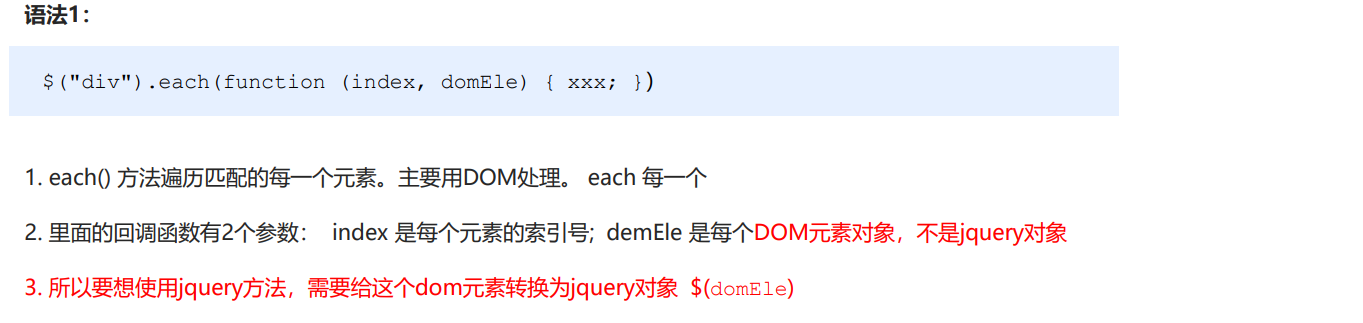 语法1：
$("div").each(function (index, domEle) { xxx; })
1. each() 方法遍历匹配的每一个元素。主要用DOM处理。 each 每一个
2. 里面的回调函数有2个参数： index 是每个元素的索引号; demEle 是每个DOM元素对象，不是jquery对象
3. 所以要想使用jquery方法，需要给这个dom元素转换为jquery对象 $(domEle)